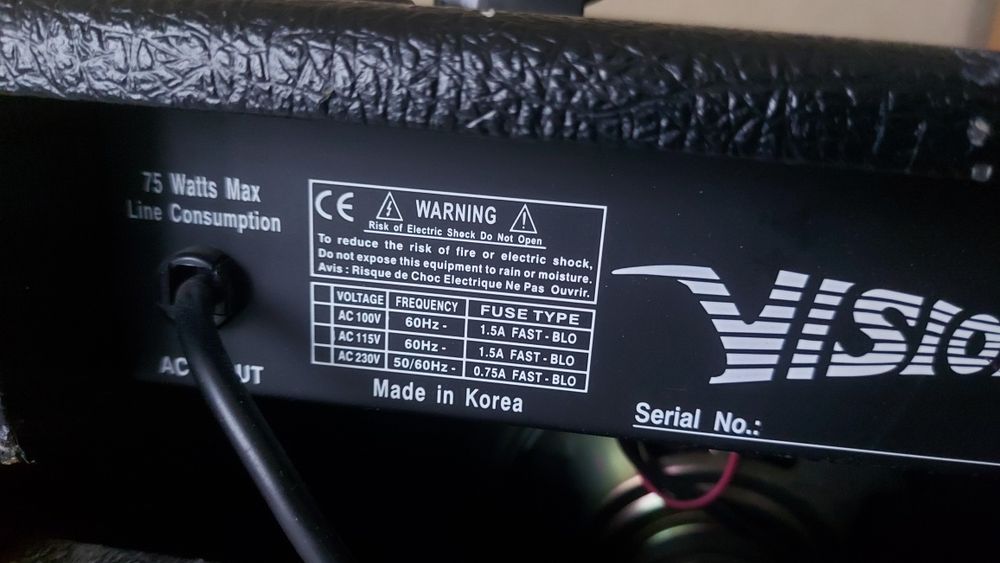 75 Watts Max
Line Consumption
CE WARNING
Risk of Electric Shock Do Not Open
To reduce the risk of fire or electric shock,
Do not expose this equipment to rain or moisture.
Avis : Risque de Choc Electrique Ne Pas Ouvrir.
VOLTAGE FREQUENCY FUSE TYPE
AC 100V 60Hz - 1.5A FAST - BLO
AC 115V 60Hz - 1.5A FAST - BLO
AC 230V 50/60Hz - 0.75A FAST - BLO
Made in Korea
AC UT
VISIO
Serial No.: